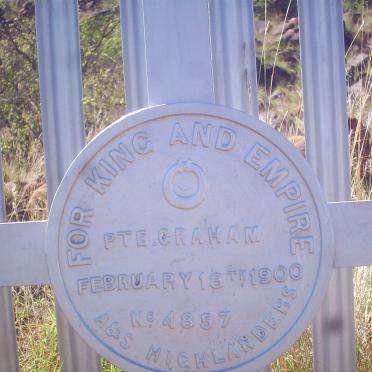 FOR KING AND EMPIRE
PTE. GRAHAM
FEBRUARY 18TH 1900
No 4857
A&S HIGHLANDERS